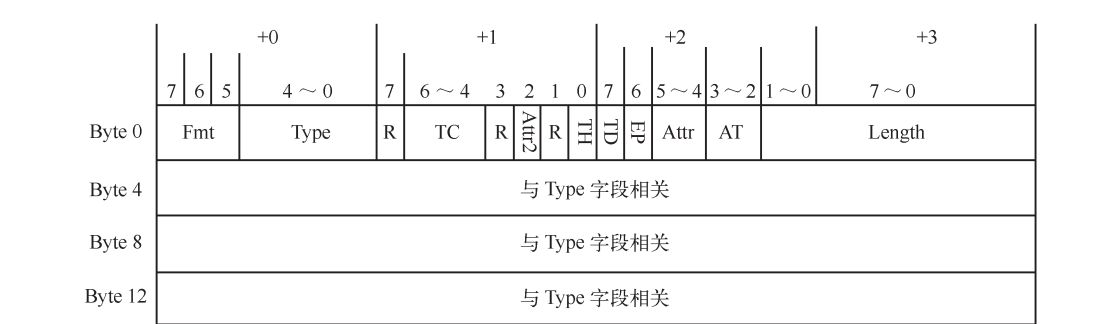 +0 +1 +2 +3
7 6 5 4～0 7 6～4 3 2 1 0 7 6 5～4 3～2 1～0 7～0
Byte 0 Fmt Type R TC R Attr2 R TH TD EP Attr AT Length
Byte 4 与 Type 字段相关
Byte 8 与 Type 字段相关
Byte 12 与 Type 字段相关